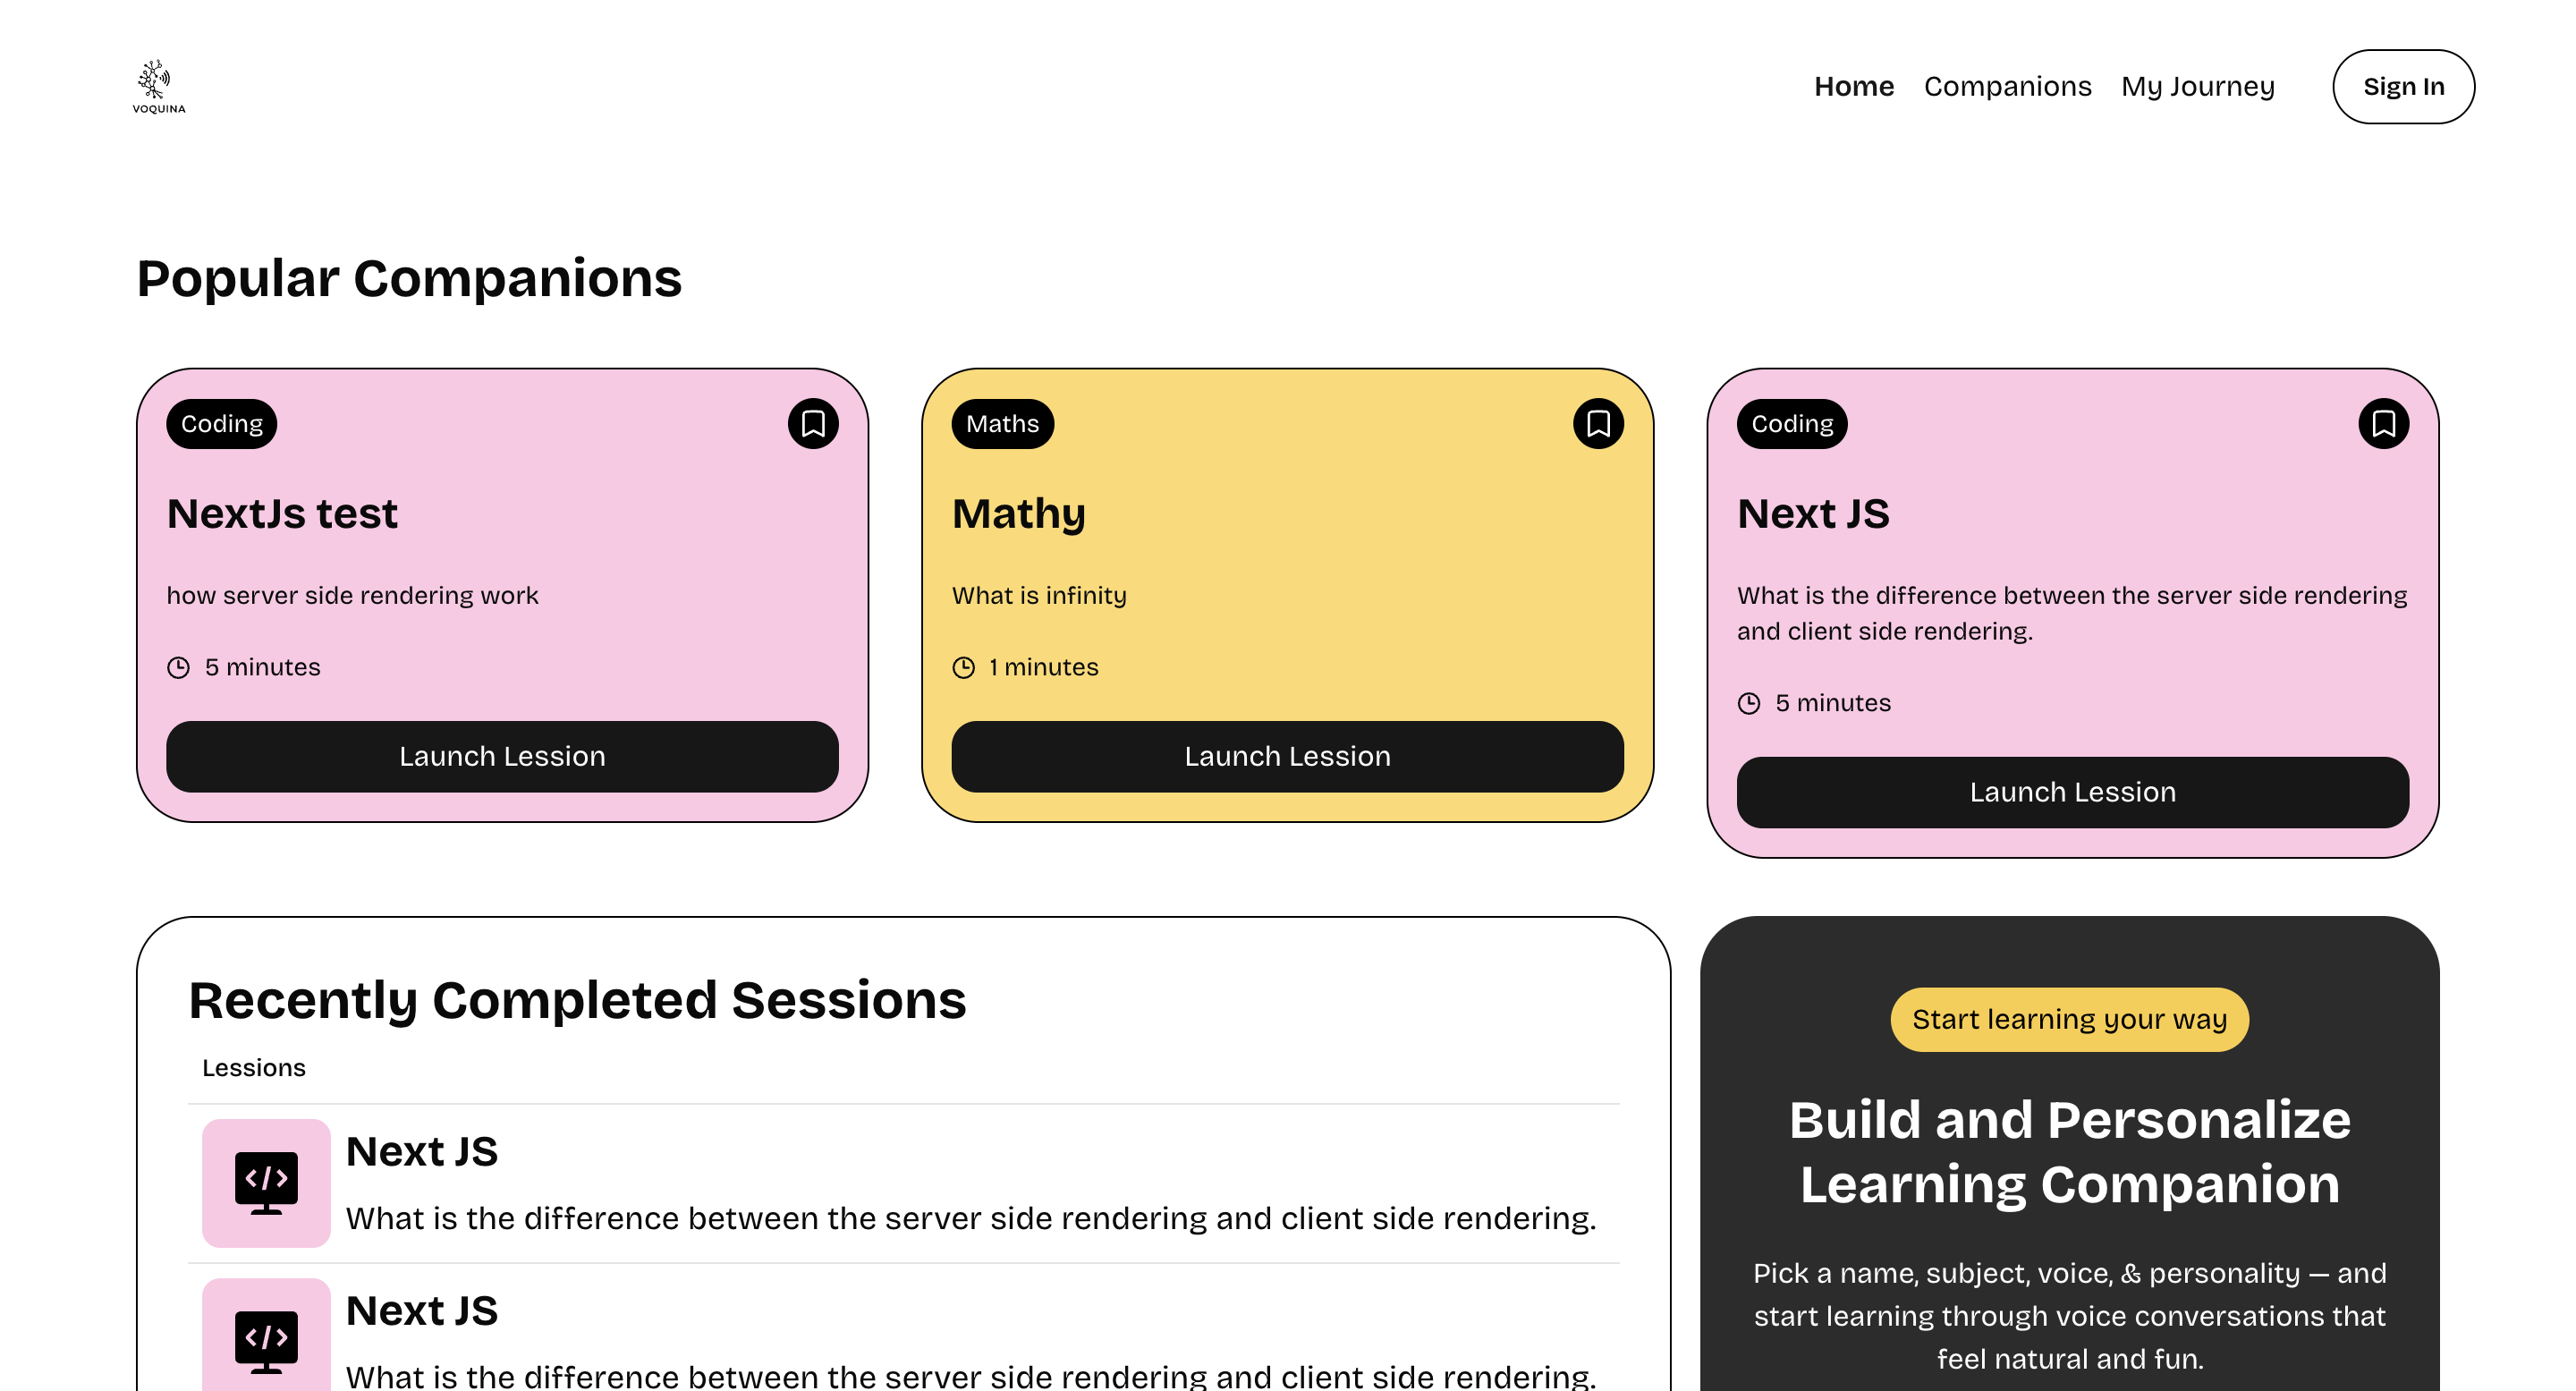 VOQUINA
Home Companions My Journey Sign In
Popular Companions
Coding
NextJs test
how server side rendering work
5 minutes
Launch Lession
Maths
Mathy
What is infinity
1 minutes
Launch Lession
Coding
Next JS
What is the difference between the server side rendering
and client side rendering.
5 minutes
Launch Lession
Recently Completed Sessions
Lessions
Next JS
What is the difference between the server side rendering and client side rendering.
Next JS
What is the difference between the server side rendering and client side rendering.
Start learning your way
Build and Personalize
Learning Companion
Pick a name, subject, voice, & personality — and
start learning through voice conversations that
feel natural and fun.